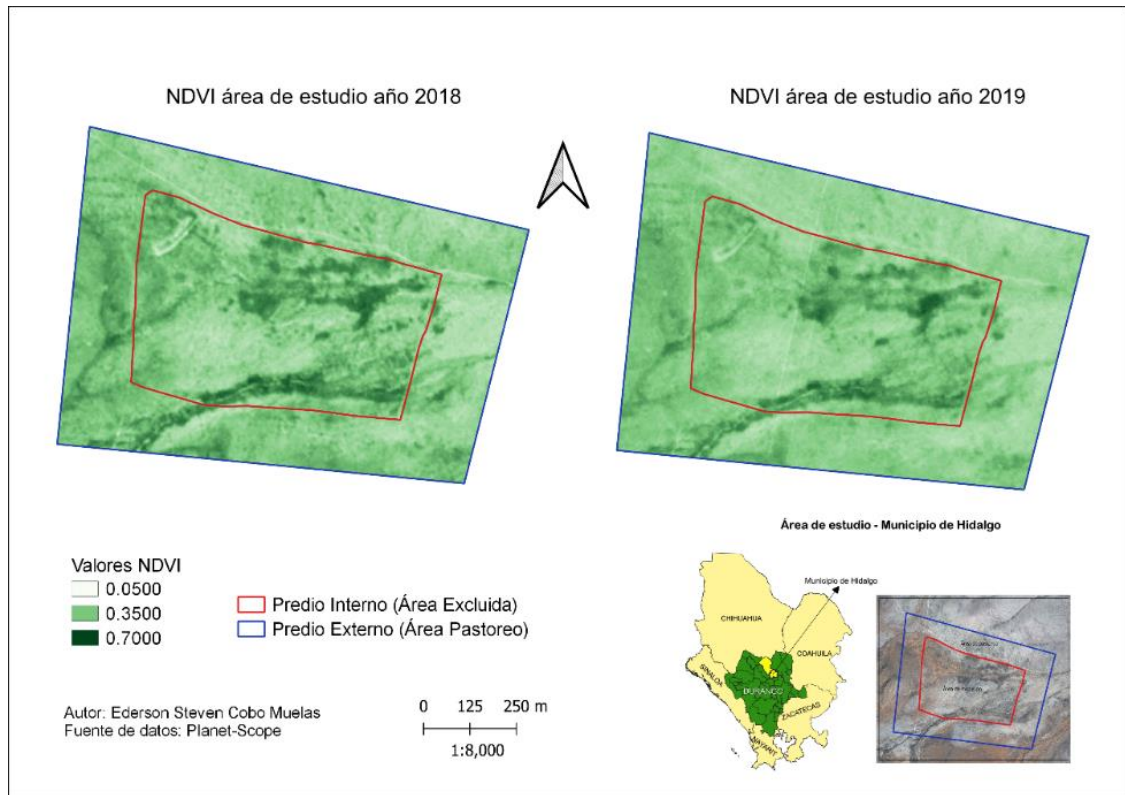 NDVI área de estudio año 2018
NDVI área de estudio año 2019
Valores NDVI
0.0500
0.3500
0.7000
Predio Interno (Área Excluida)
Predio Externo (Área Pastoreo)
Autor: Ederson Steven Cobo Muelas
Fuente de datos: Planet-Scope
0 125 250 m
1:8,000
Área de estudio - Municipio de Hidalgo
Municipio de Hidalgo
CHIHUAHUA
COAHUILA
SINALOA
DURANGO
ZACATECAS
NAYARIT